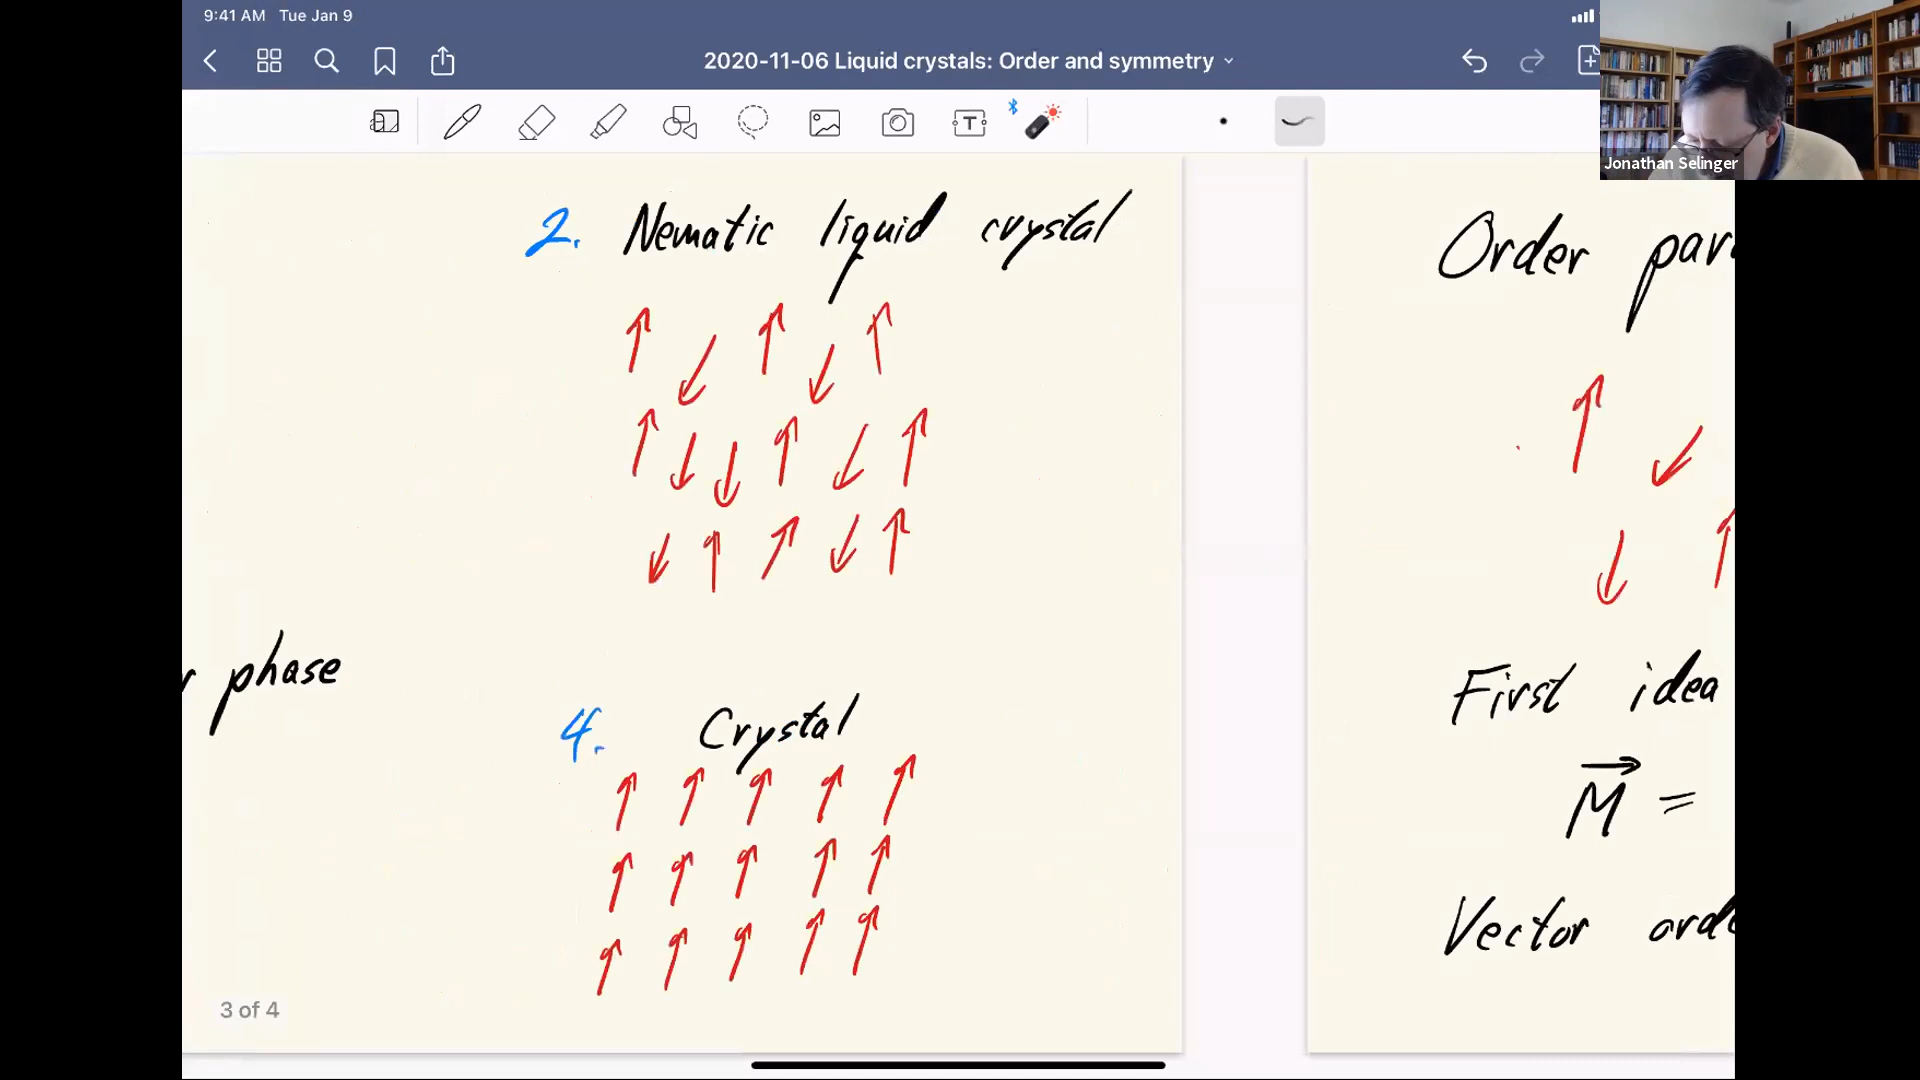 9:41 AM Tue Jan 9
2020-11-06 Liquid crystals: Order and symmetry
T
Jonathan Selinger
2. Nematic liquid crystal
phase
4. Crystal
3 of 4
Order
First idea
M =
Vector